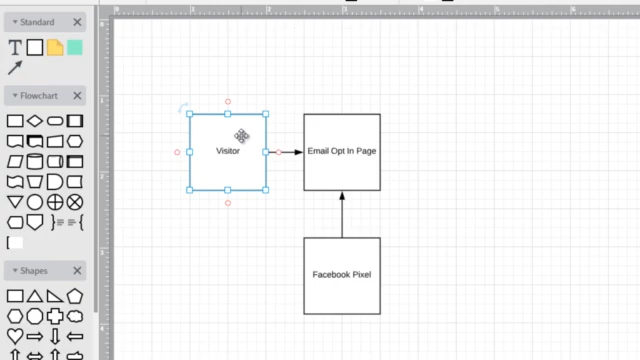 Standard
T
Flowchart
Visitor
Email Opt In Page
Facebook Pixel
Shapes